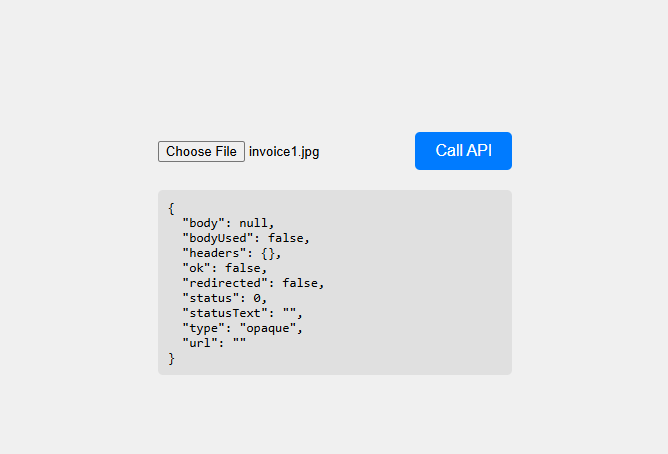 Choose File invoice1.jpg Call API
{
  "body": null,
  "bodyUsed": false,
  "headers": {},
  "ok": false,
  "redirected": false,
  "status": 0,
  "statusText": "",
  "type": "opaque",
  "url": ""
}